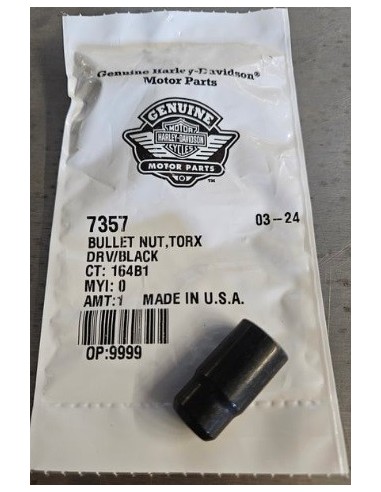 Genuine Harley-Davidson®
Motor Parts
GENUINE
MOTOR
HARLEY-DAVIDSON
CYCLES
MOTOR PARTS
™
7357
03-24
BULLET NUT,TORX
DRV/BLACK
CT: 164B1
MYI: 0
AMT:1 MADE IN U.S.A.
OP:9999